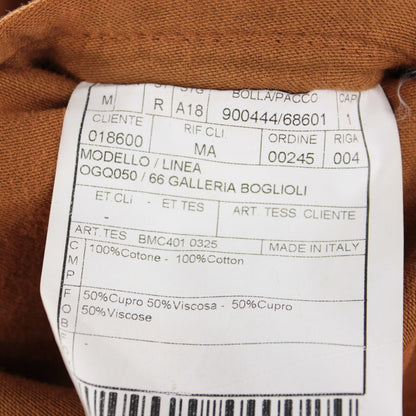 STG BOLLA/PACCO CAPI
M R A18 900444/68601 1
CLIENTE RIF.CLI. ORDINE RIGA
018600 MA 00245 004
MODELLO / LINEA
OGQ050 / 66 GALLERIA BOGLIOLI
ET CLI - ET TES ART. TESS CLIENTE
ART.TES BMC401 0325 MADE IN ITALY
C 100%Cotone - 100%Cotton
M
P
F 50%Cupro 50%Viscosa - 50%Cupro
O 50%Viscose